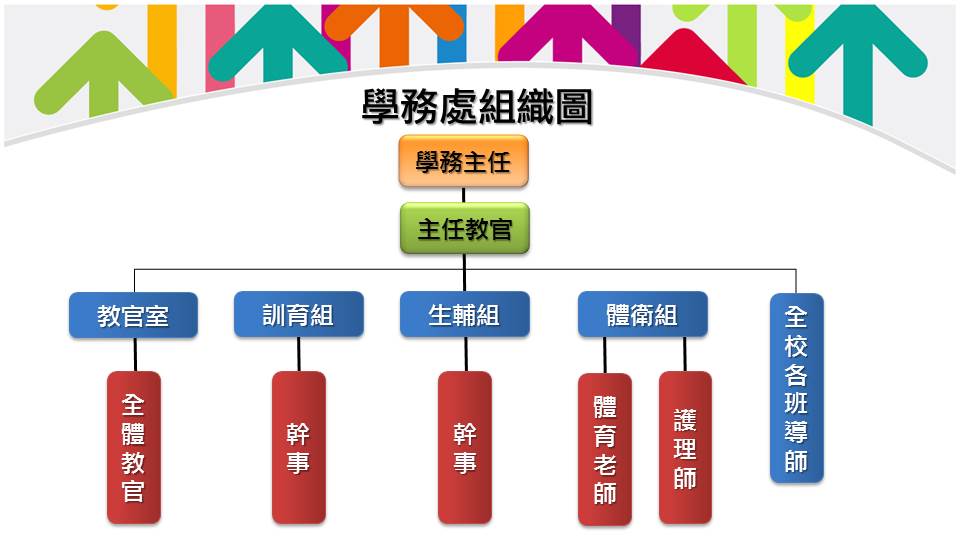 學務處組織圖
學務主任
主任教官
教官室
訓育組
生輔組
體衛組
全校各班導師
全體教官
幹事
幹事
體育老師
護理師